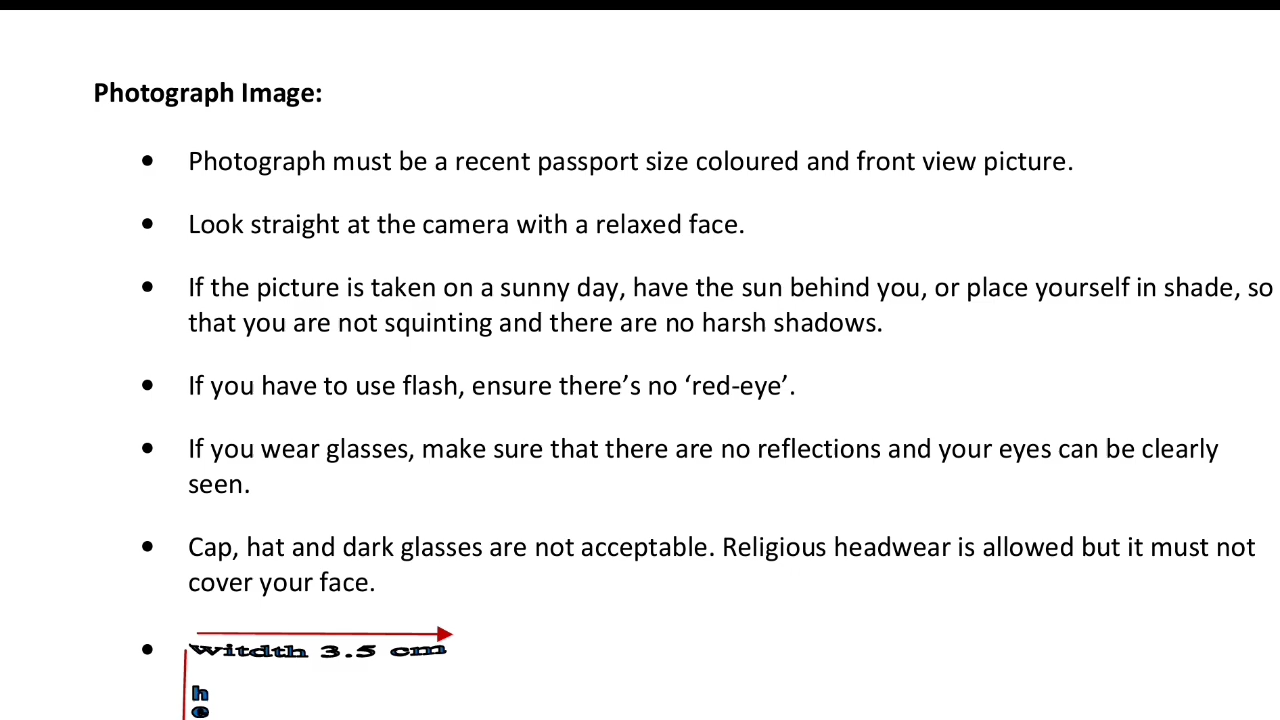 Photograph Image:
• Photograph must be a recent passport size coloured and front view picture.
• Look straight at the camera with a relaxed face.
• If the picture is taken on a sunny day, have the sun behind you, or place yourself in shade, so
that you are not squinting and there are no harsh shadows.
• If you have to use flash, ensure there’s no ‘red-eye’.
• If you wear glasses, make sure that there are no reflections and your eyes can be clearly
seen.
• Cap, hat and dark glasses are not acceptable. Religious headwear is allowed but it must not
cover your face.
• witdth 3.5 cm
h